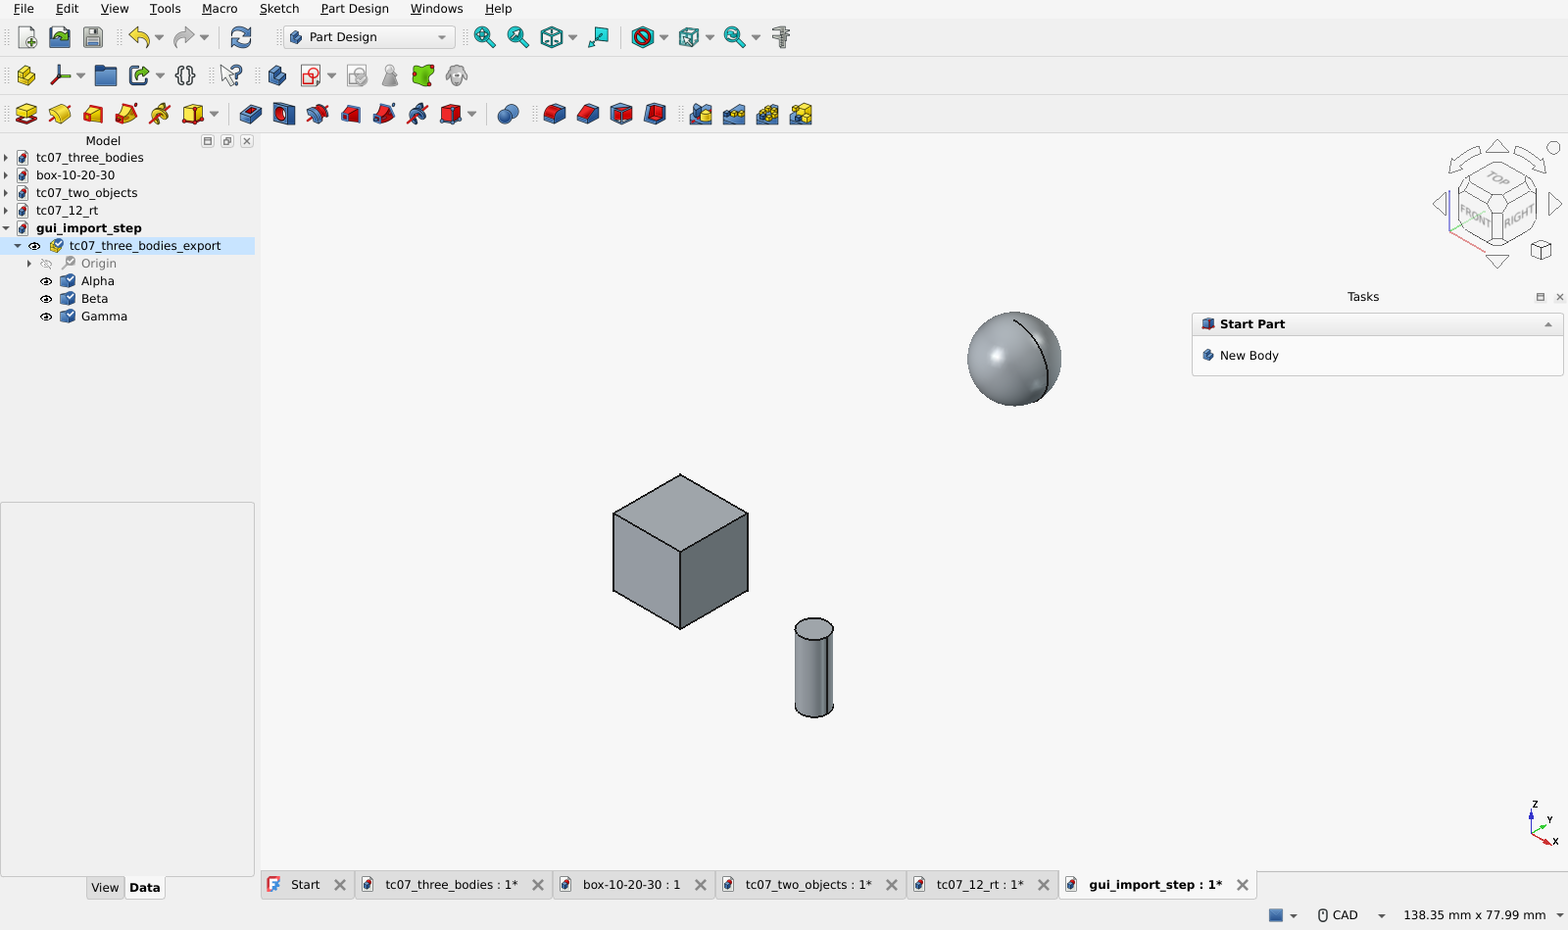 File Edit View Tools Macro Sketch Part Design Windows Help
Part Design
Model
tc07_three_bodies
box-10-20-30
tc07_two_objects
tc07_12_rt
gui_import_step
tc07_three_bodies_export
Origin
Alpha
Beta
Gamma
TOP
FRONT
RIGHT
Tasks
Start Part
New Body
Z
Y
X
View Data
Start tc07_three_bodies : 1* box-10-20-30 : 1 tc07_two_objects : 1* tc07_12_rt : 1* gui_import_step : 1*
CAD 138.35 mm x 77.99 mm